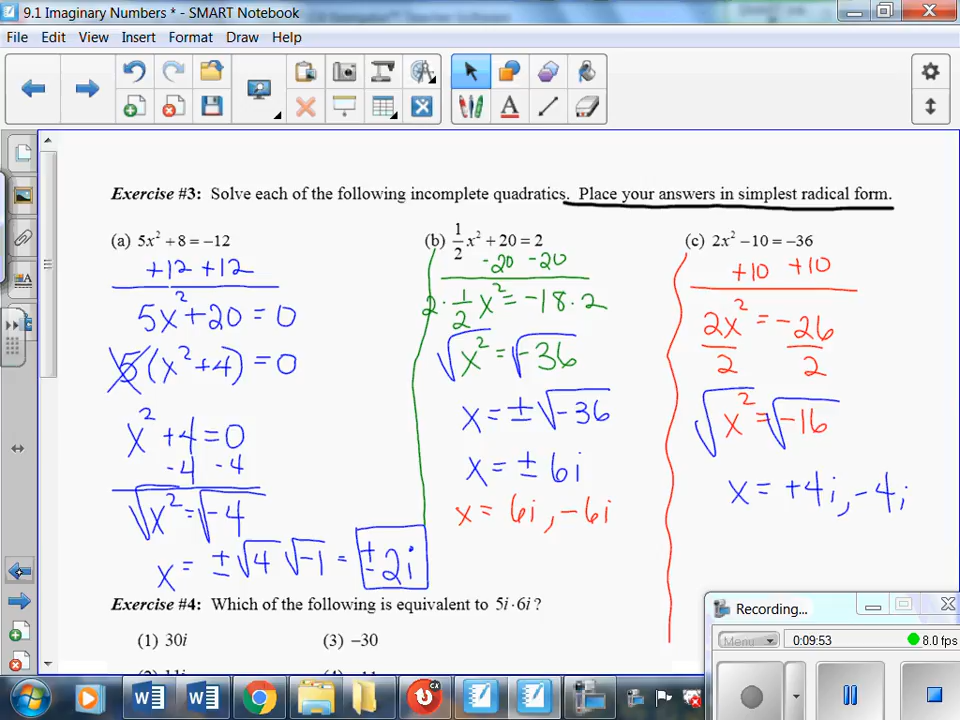 9.1 Imaginary Numbers * - SMART Notebook
File Edit View Insert Format Draw Help
Exercise #3: Solve each of the following incomplete quadratics. Place your answers in simplest radical form.
(a) 5x² + 8 = −12
+12 +12
5x² + 20 = 0
5(x² + 4) = 0
x² + 4 = 0
-4 -4
√x² = √-4
x = ±√4 √-1 = ±2i
(b) 1/2 x² + 20 = 2
-20 -20
2 · 1/2 x² = -18 · 2
√x² = √-36
x = ±√-36
x = ± 6i
x = 6i, -6i
(c) 2x² − 10 = −36
+10 +10
2x² = -26
2 2
√x² = √-16
x = +4i, -4i
Exercise #4: Which of the following is equivalent to 5i · 6i?
(1) 30i (3) −30
Recording...
Menu 0:09:53 8.0 fps